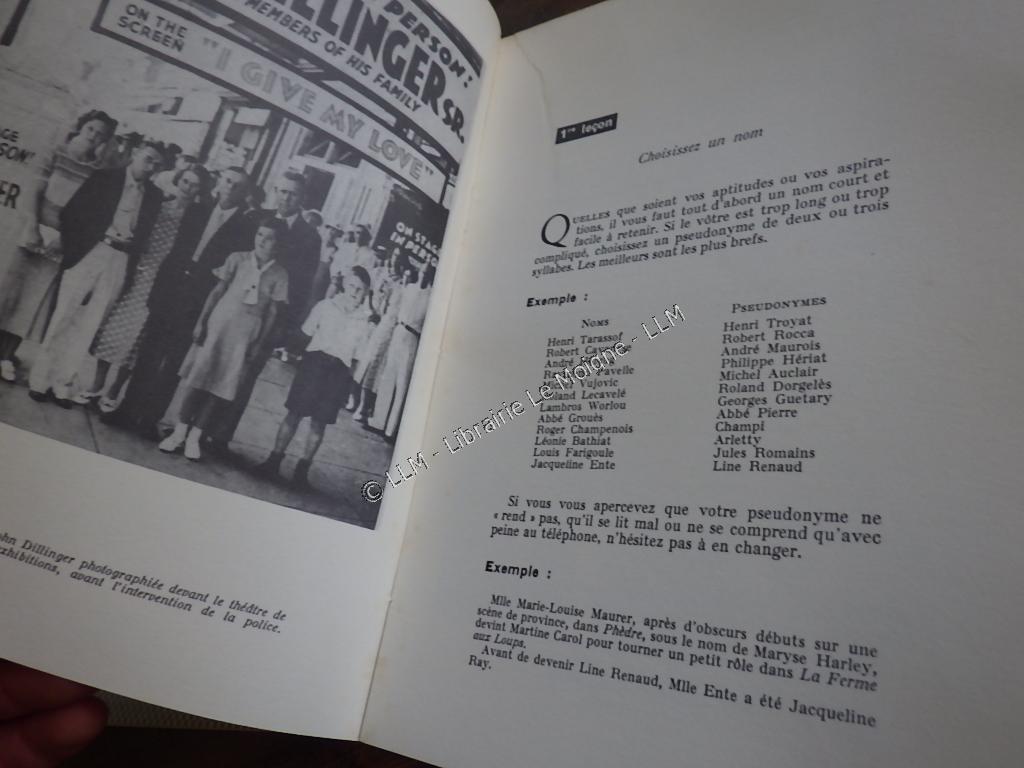 PERSON:
LLINGER SR.
MEMBERS OF HIS FAMILY
ON THE
SCREEN
"I GIVE MY LOVE"
ON STAGE
IN PERSON
John Dillinger photographiée devant le théâtre de
exhibitions, avant l'intervention de la police.
1re leçon
Choisissez un nom
QUELLES que soient vos aptitudes ou vos aspira-
tions, il vous faut tout d'abord un nom court et
facile à retenir. Si le vôtre est trop long ou trop
compliqué, choisissez un pseudonyme de deux ou trois
syllabes. Les meilleurs sont les plus brefs.
Exemple :
NOMS PSEUDONYMES
Henri Tarassof Henri Troyat
Robert Robert Rocca
André André Maurois
Philippe Hériat
Vujovic Michel Auclair
Roland Lecavelé Roland Dorgelès
Lambros Worlou Georges Guetary
Abbé Grouès Abbé Pierre
Roger Champenois Champi
Léonie Bathiat Arletty
Louis Farigoule Jules Romains
Jacqueline Ente Line Renaud
Si vous vous apercevez que votre pseudonyme ne
« rend » pas, qu'il se lit mal ou ne se comprend qu'avec
peine au téléphone, n'hésitez pas à en changer.
Exemple :
Mlle Marie-Louise Maurer, après d'obscurs débuts sur une
scène de province, dans Phèdre, sous le nom de Maryse Harley,
devint Martine Carol pour tourner un petit rôle dans La Ferme
aux Loups.
Avant de devenir Line Renaud, Mlle Ente a été Jacqueline
Ray.
© LLM - Librairie Le Moigne - LLM